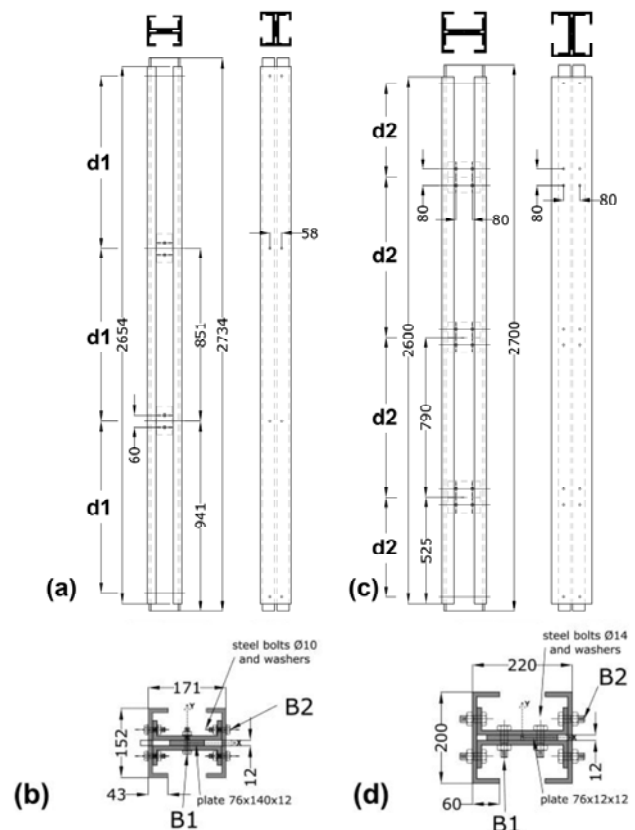 d1
d1
d1
2654
851
2734
941
60
58
(a)
d2
d2
d2
d2
80
80
80
80
2600
2700
790
525
(c)
steel bolts Ø10
and washers
171
B2
152
Y
X
12
43
plate 76x140x12
B1
(b)
steel bolts Ø14
and washers
220
B2
200
Y
X
12
60
plate 76x12x12
B1
(d)